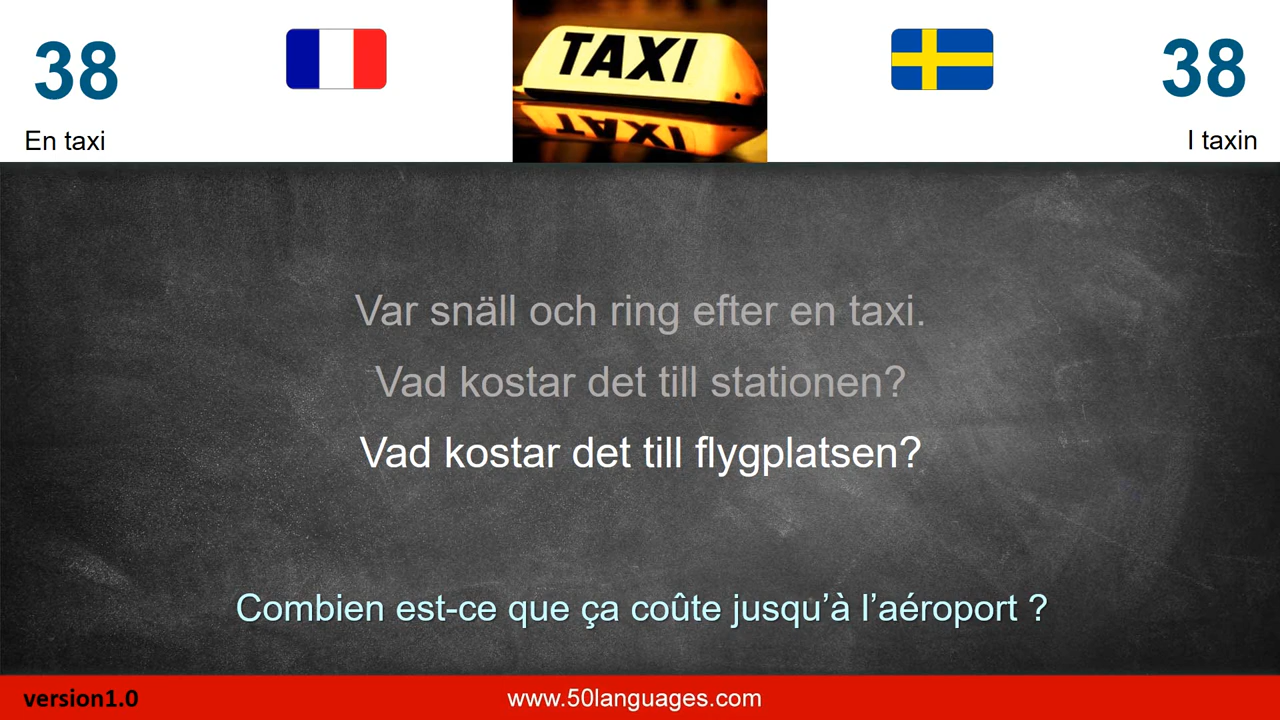 38
38
En taxi
I taxin
TAXI
Var snäll och ring efter en taxi.
Vad kostar det till stationen?
Vad kostar det till flygplatsen?
Combien est-ce que ça coûte jusqu’à l’aéroport ?
version1.0
www.50languages.com